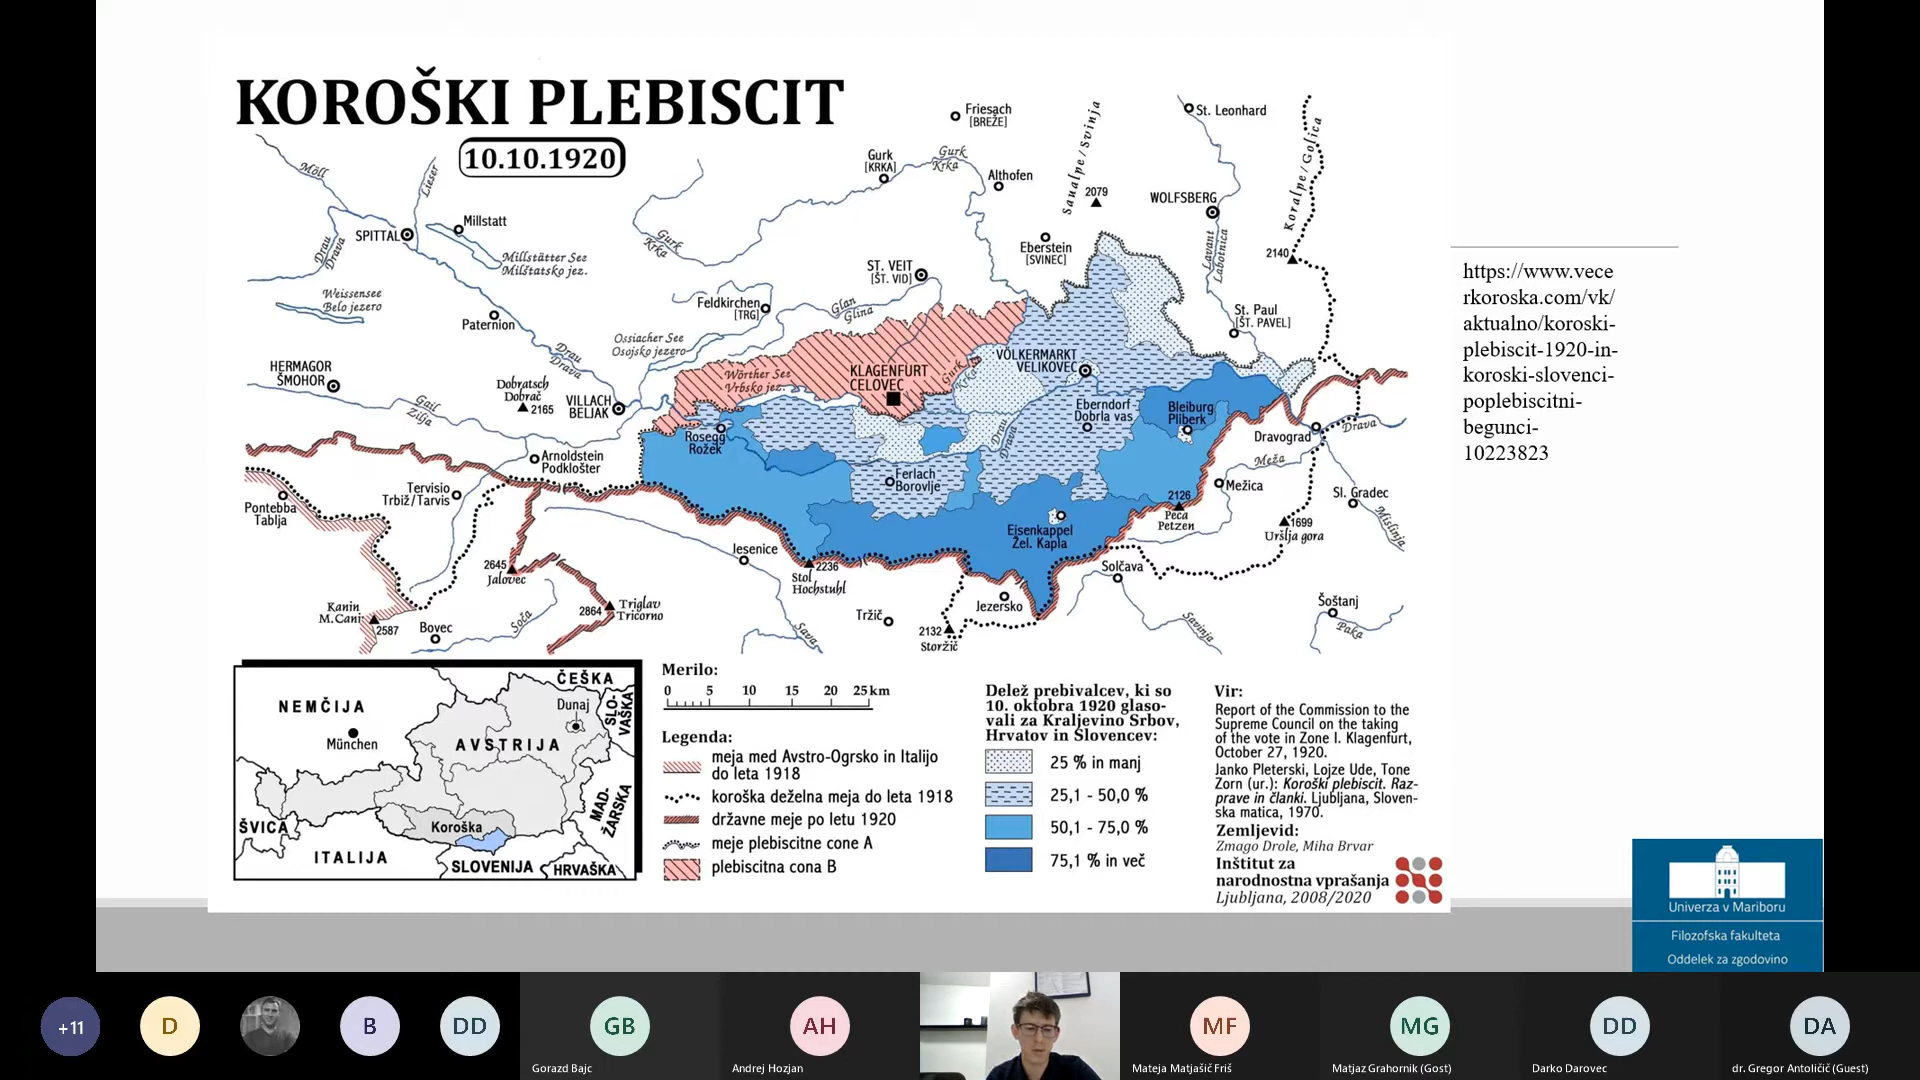 KOROŠKI PLEBISCIT
10.10.1920
Friesach
[BREŽE]
St. Leonhard
Saualpe/Svinja
Koralpe/Golica
Gurk
[KRKA]
Gurk
Krka
Althofen
2079
WOLFSBERG
Möll
Lieser
Millstatt
SPITTAL
Drau
Drava
Millstätter See
Milštatsko jez.
Gurk
Krka
Eberstein
[SVINEC]
Lavant
Labotnica
2140
ST. VEIT
[ŠT. VID]
Weissensee
Belo jezero
Feldkirchen
[TRG]
Glan
Glina
St. Paul
[ŠT. PAVEL]
Paternion
Ossiacher See
Osojsko jezero
Drau
Drava
HERMAGOR
ŠMOHOR
Dobratsch
Dobrač
2165
VILLACH
BELJAK
Wörther See
Vrbsko jez.
KLAGENFURT
CELOVEC
Gurk
Krka
VÖLKERMARKT
VELIKOVEC
Gail
Zilja
Rosegg
Rožek
Eberndorf
Dobrla vas
Bleiburg
Pliberk
Drau
Drava
Dravograd
Drava
Arnoldstein
Podklošter
Ferlach
Borovlje
Meža
Mežica
Tervisio
Trbiž/Tarvis
Pontebba
Tablja
2126
Peca
Petzen
Sl. Gradec
Mislinja
1699
Uršlja gora
Eisenkappel
Žel. Kapla
Jesenice
2645
Jalovec
2236
Stol
Hochstuhl
Solčava
Jezersko
Kanin
M. Canin
2587
Bovec
Soča
2864
Triglav
Tricorno
Sava
Tržič
2132
Storžič
Savinja
Šoštanj
Paka
NEMČIJA
München
ČEŠKA
Dunaj
SLO-
VAŠKA
AVSTRIJA
MAD-
ŽARSKA
ŠVICA
Koroška
ITALIJA
SLOVENIJA
HRVAŠKA
Merilo:
0 5 10 15 20 25 km
Legenda:
meja med Avstro-Ogrsko in Italijo
do leta 1918
koroška deželna meja do leta 1918
državne meje po letu 1920
meje plebiscitne cone A
plebiscitna cona B
Delež prebivalcev, ki so
10. oktobra 1920 glaso-
vali za Kraljevino Srbov,
Hrvatov in Slovencev:
25 % in manj
25,1 - 50,0 %
50,1 - 75,0 %
75,1 % in več
Vir:
Report of the Commission to the
Supreme Council on the taking
of the vote in Zone I. Klagenfurt,
October 27, 1920.
Janko Pleterski, Lojze Ude, Tone
Zorn (ur.): Koroški plebiscit. Raz-
prave in članki. Ljubljana, Sloven-
ska matica, 1970.
Zemljevid:
Zmago Drole, Miha Brvar
Inštitut za
narodnostna vprašanja
Ljubljana, 2008/2020
https://www.vece
rkoroska.com/vk/
aktualno/koroski-
plebiscit-1920-in-
koroski-slovenci-
poplebiscitni-
begunci-
10223823
Univerza v Mariboru
Filozofska fakulteta
Oddelek za zgodovino
+11
D
B
DD
GB
Gorazd Bajc
AH
Andrej Hozjan
MF
Mateja Matjašič Friš
MG
Matjaz Grahornik (Gost)
DD
Darko Darovec
DA
dr. Gregor Antoličič (Guest)